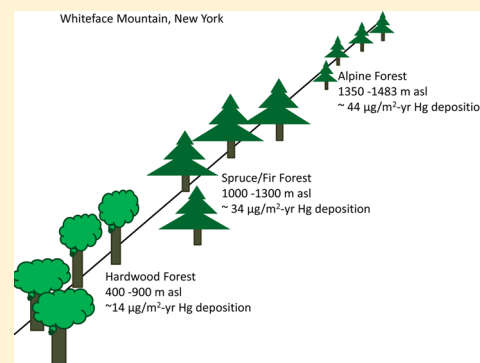 Whiteface Mountain, New York
Alpine Forest
1350 -1483 m asl
~ 44 µg/m²-yr Hg depositio
Spruce/Fir Forest
1000 -1300 m asl
~ 34 µg/m²-yr Hg deposition
Hardwood Forest
400 -900 m asl
~14 µg/m²-yr Hg deposition